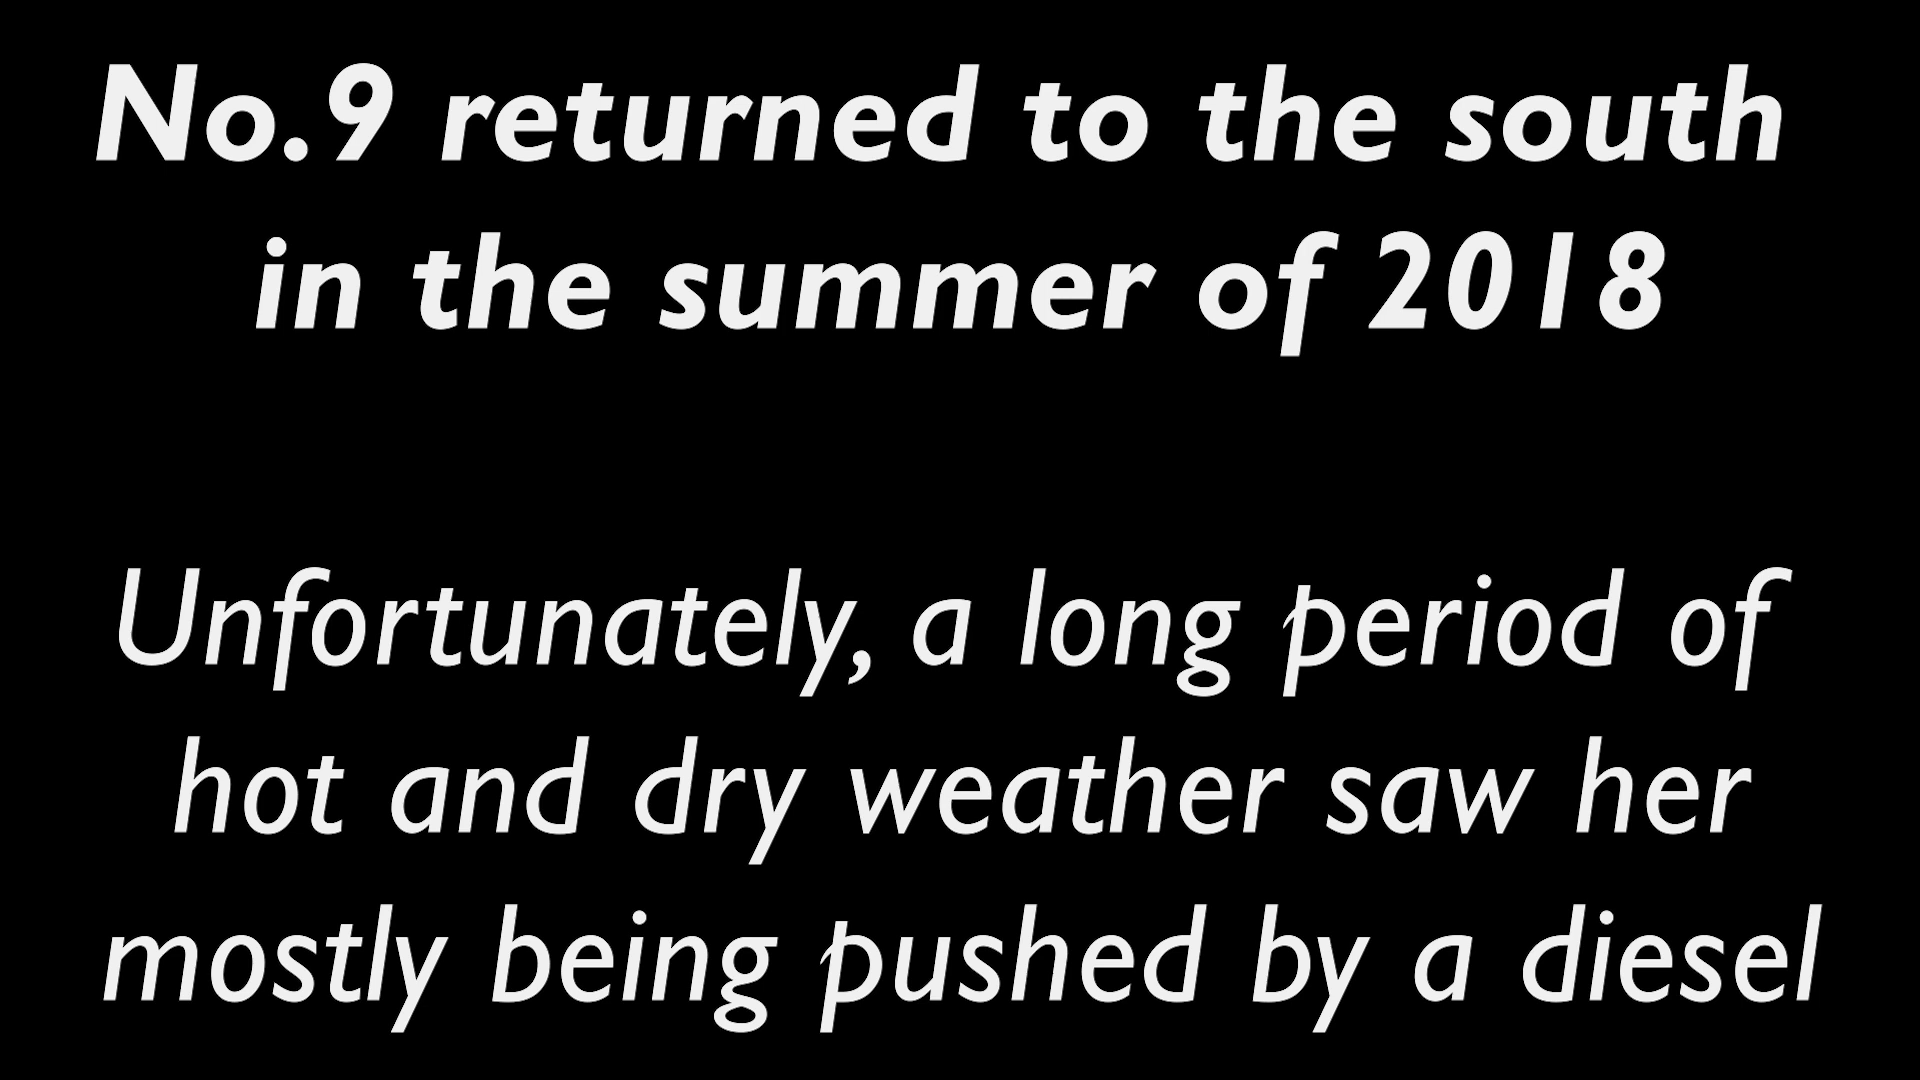 No.9 returned to the south
in the summer of 2018
Unfortunately, a long period of
hot and dry weather saw her
mostly being pushed by a diesel